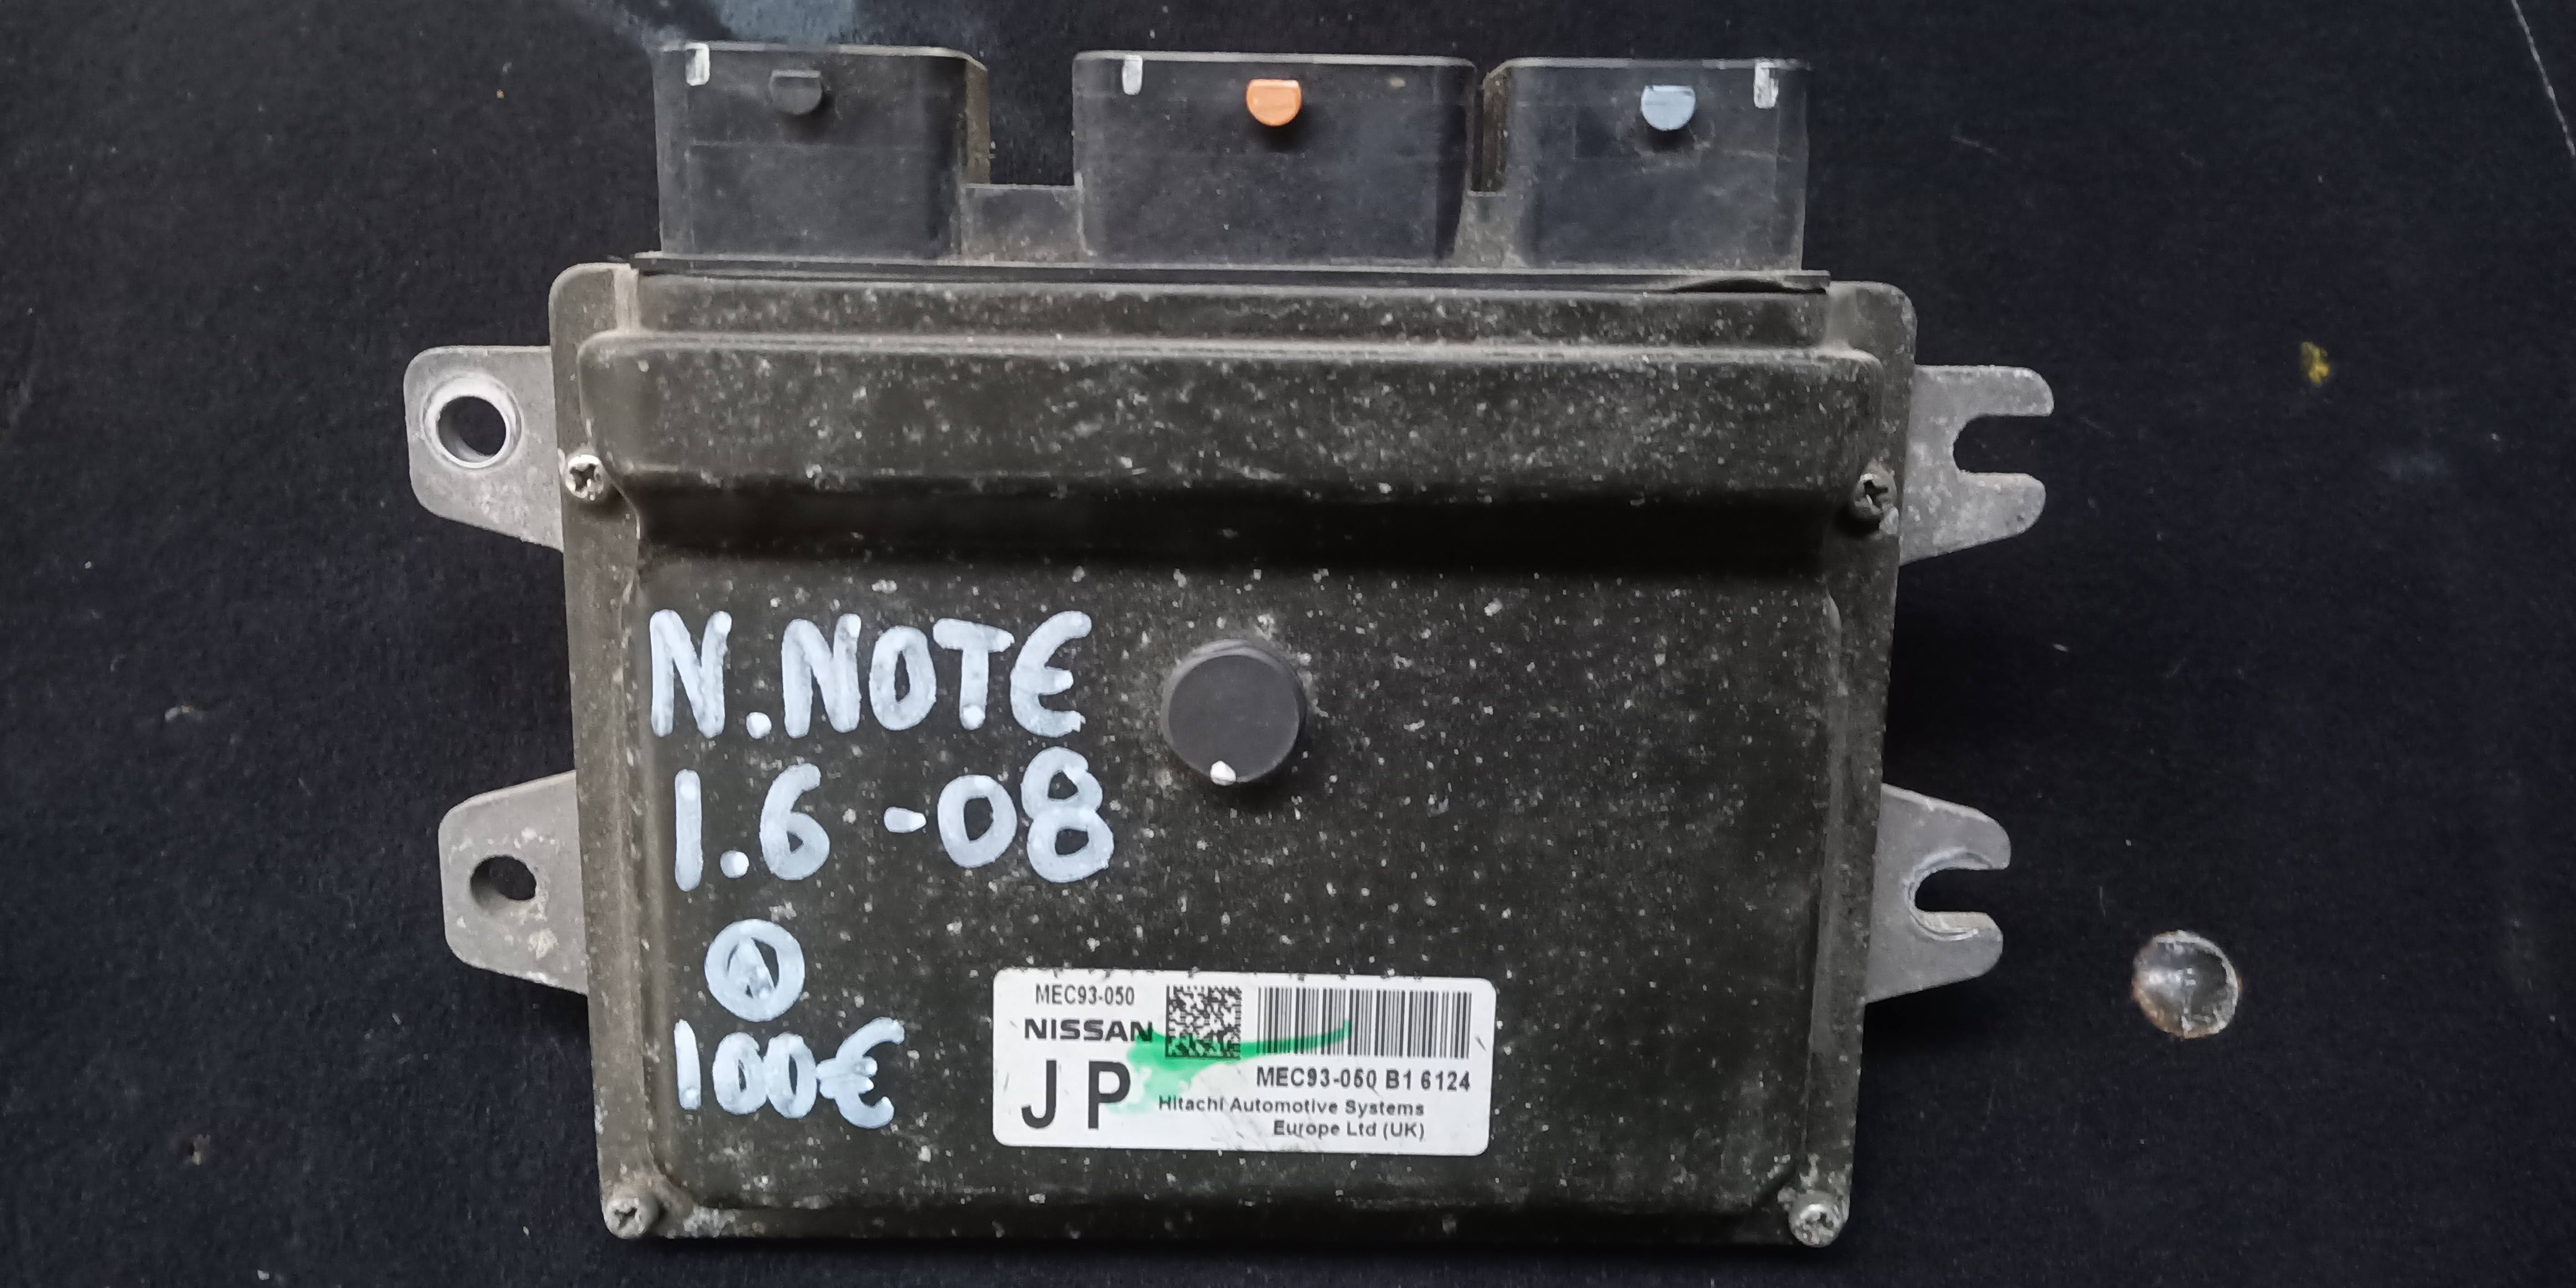 N.NOTE
1.6 -08
A
100€
MEC93-050
NISSAN
JP
MEC93-050 B1 6124
Hitachi Automotive Systems
Europe Ltd (UK)